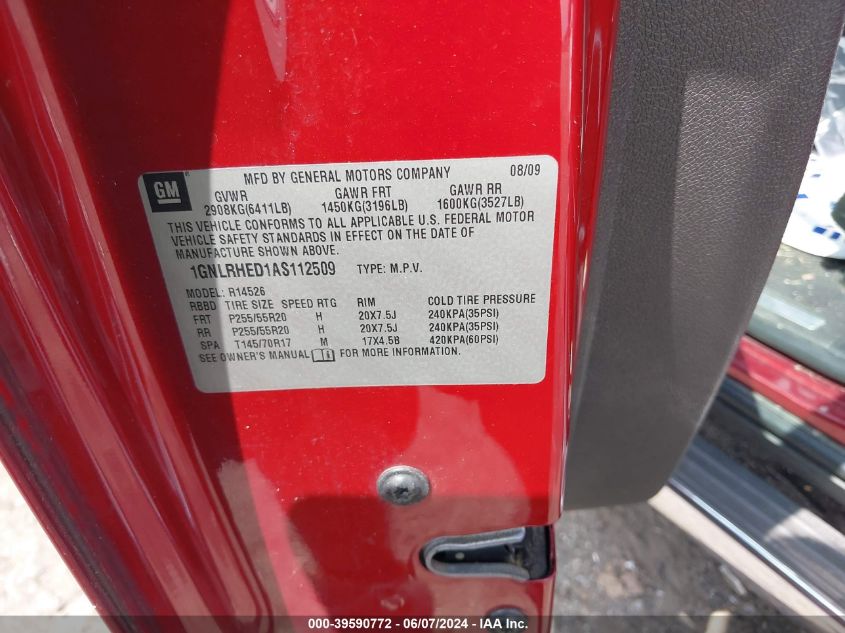 GM
MFD BY GENERAL MOTORS COMPANY 08/09
GVWR GAWR FRT GAWR RR
2908KG(6411LB) 1450KG(3196LB) 1600KG(3527LB)
THIS VEHICLE CONFORMS TO ALL APPLICABLE U.S. FEDERAL MOTOR
VEHICLE SAFETY STANDARDS IN EFFECT ON THE DATE OF
MANUFACTURE SHOWN ABOVE.
1GNLRHED1AS112509 TYPE: M.P.V.
MODEL: R14526
RBBD TIRE SIZE SPEED RTG RIM COLD TIRE PRESSURE
FRT P255/55R20 H 20X7.5J 240KPA(35PSI)
RR P255/55R20 H 20X7.5J 240KPA(35PSI)
SPA T145/70R17 M 17X4.5B 420KPA(60PSI)
SEE OWNER'S MANUAL FOR MORE INFORMATION.
000-39590772 - 06/07/2024 - IAA Inc.